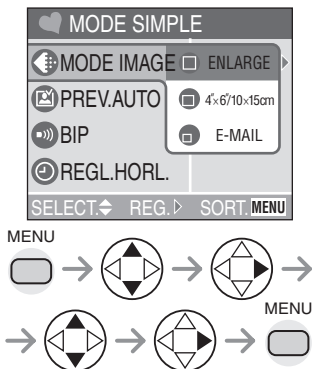 MODE SIMPLE
MODE IMAGE ENLARGE
PREV.AUTO 4"×6"/10×15cm
BIP E-MAIL
REGL.HORL.
SELECT. REG. SORT. MENU
MENU
MENU